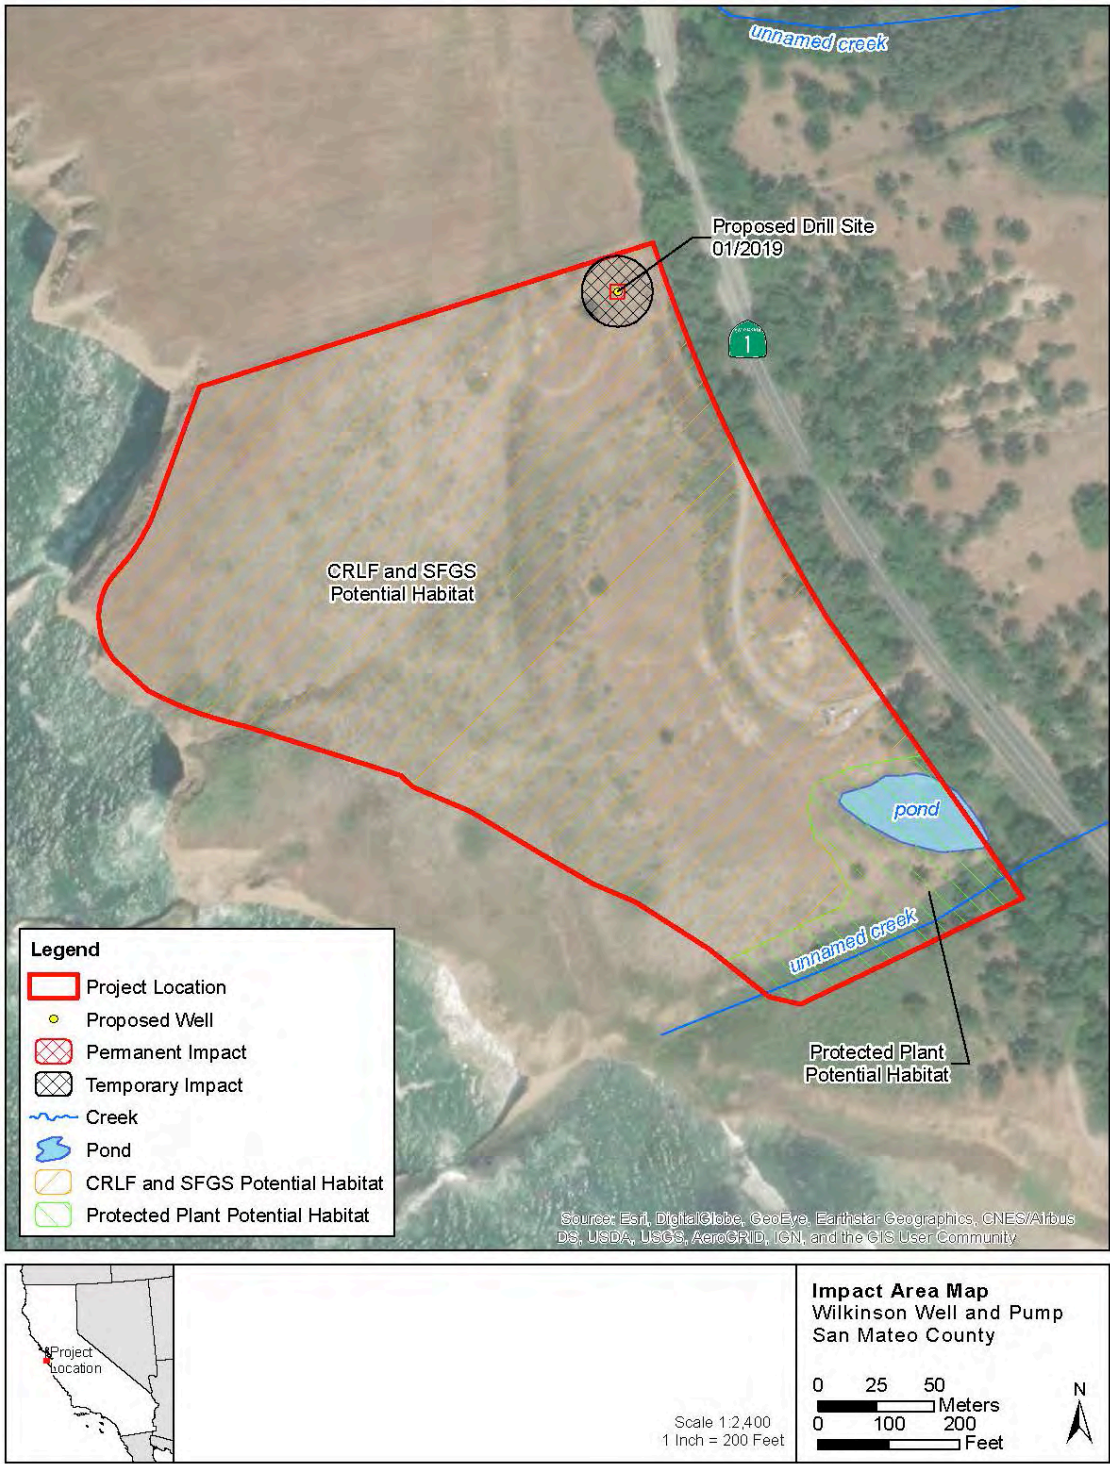 unnamed creek
Proposed Drill Site
01/2019
1
CRLF and SFGS
Potential Habitat
pond
unnamed creek
Protected Plant
Potential Habitat
Legend
Project Location
Proposed Well
Permanent Impact
Temporary Impact
Creek
Pond
CRLF and SFGS Potential Habitat
Protected Plant Potential Habitat
Source: Esri, DigitalGlobe, GeoEye, Earthstar Geographics, CNES/Airbus
DS, USDA, USGS, AeroGRID, IGN, and the GIS User Community
Project
Location
Scale 1:2,400
1 Inch = 200 Feet
Impact Area Map
Wilkinson Well and Pump
San Mateo County
0 25 50
Meters
0 100 200
Feet
N